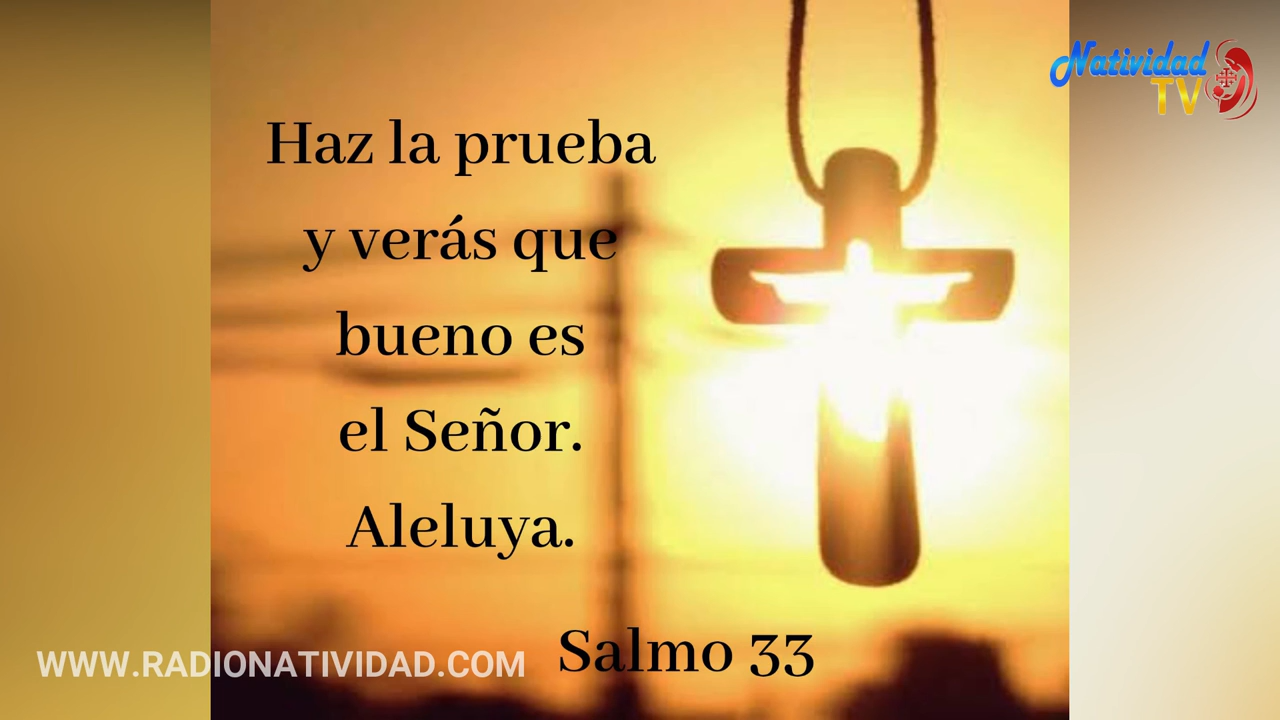 Natividad
TV
Haz la prueba
y verás que
bueno es
el Señor.
Aleluya.
Salmo 33
WWW.RADIONATIVIDAD.COM